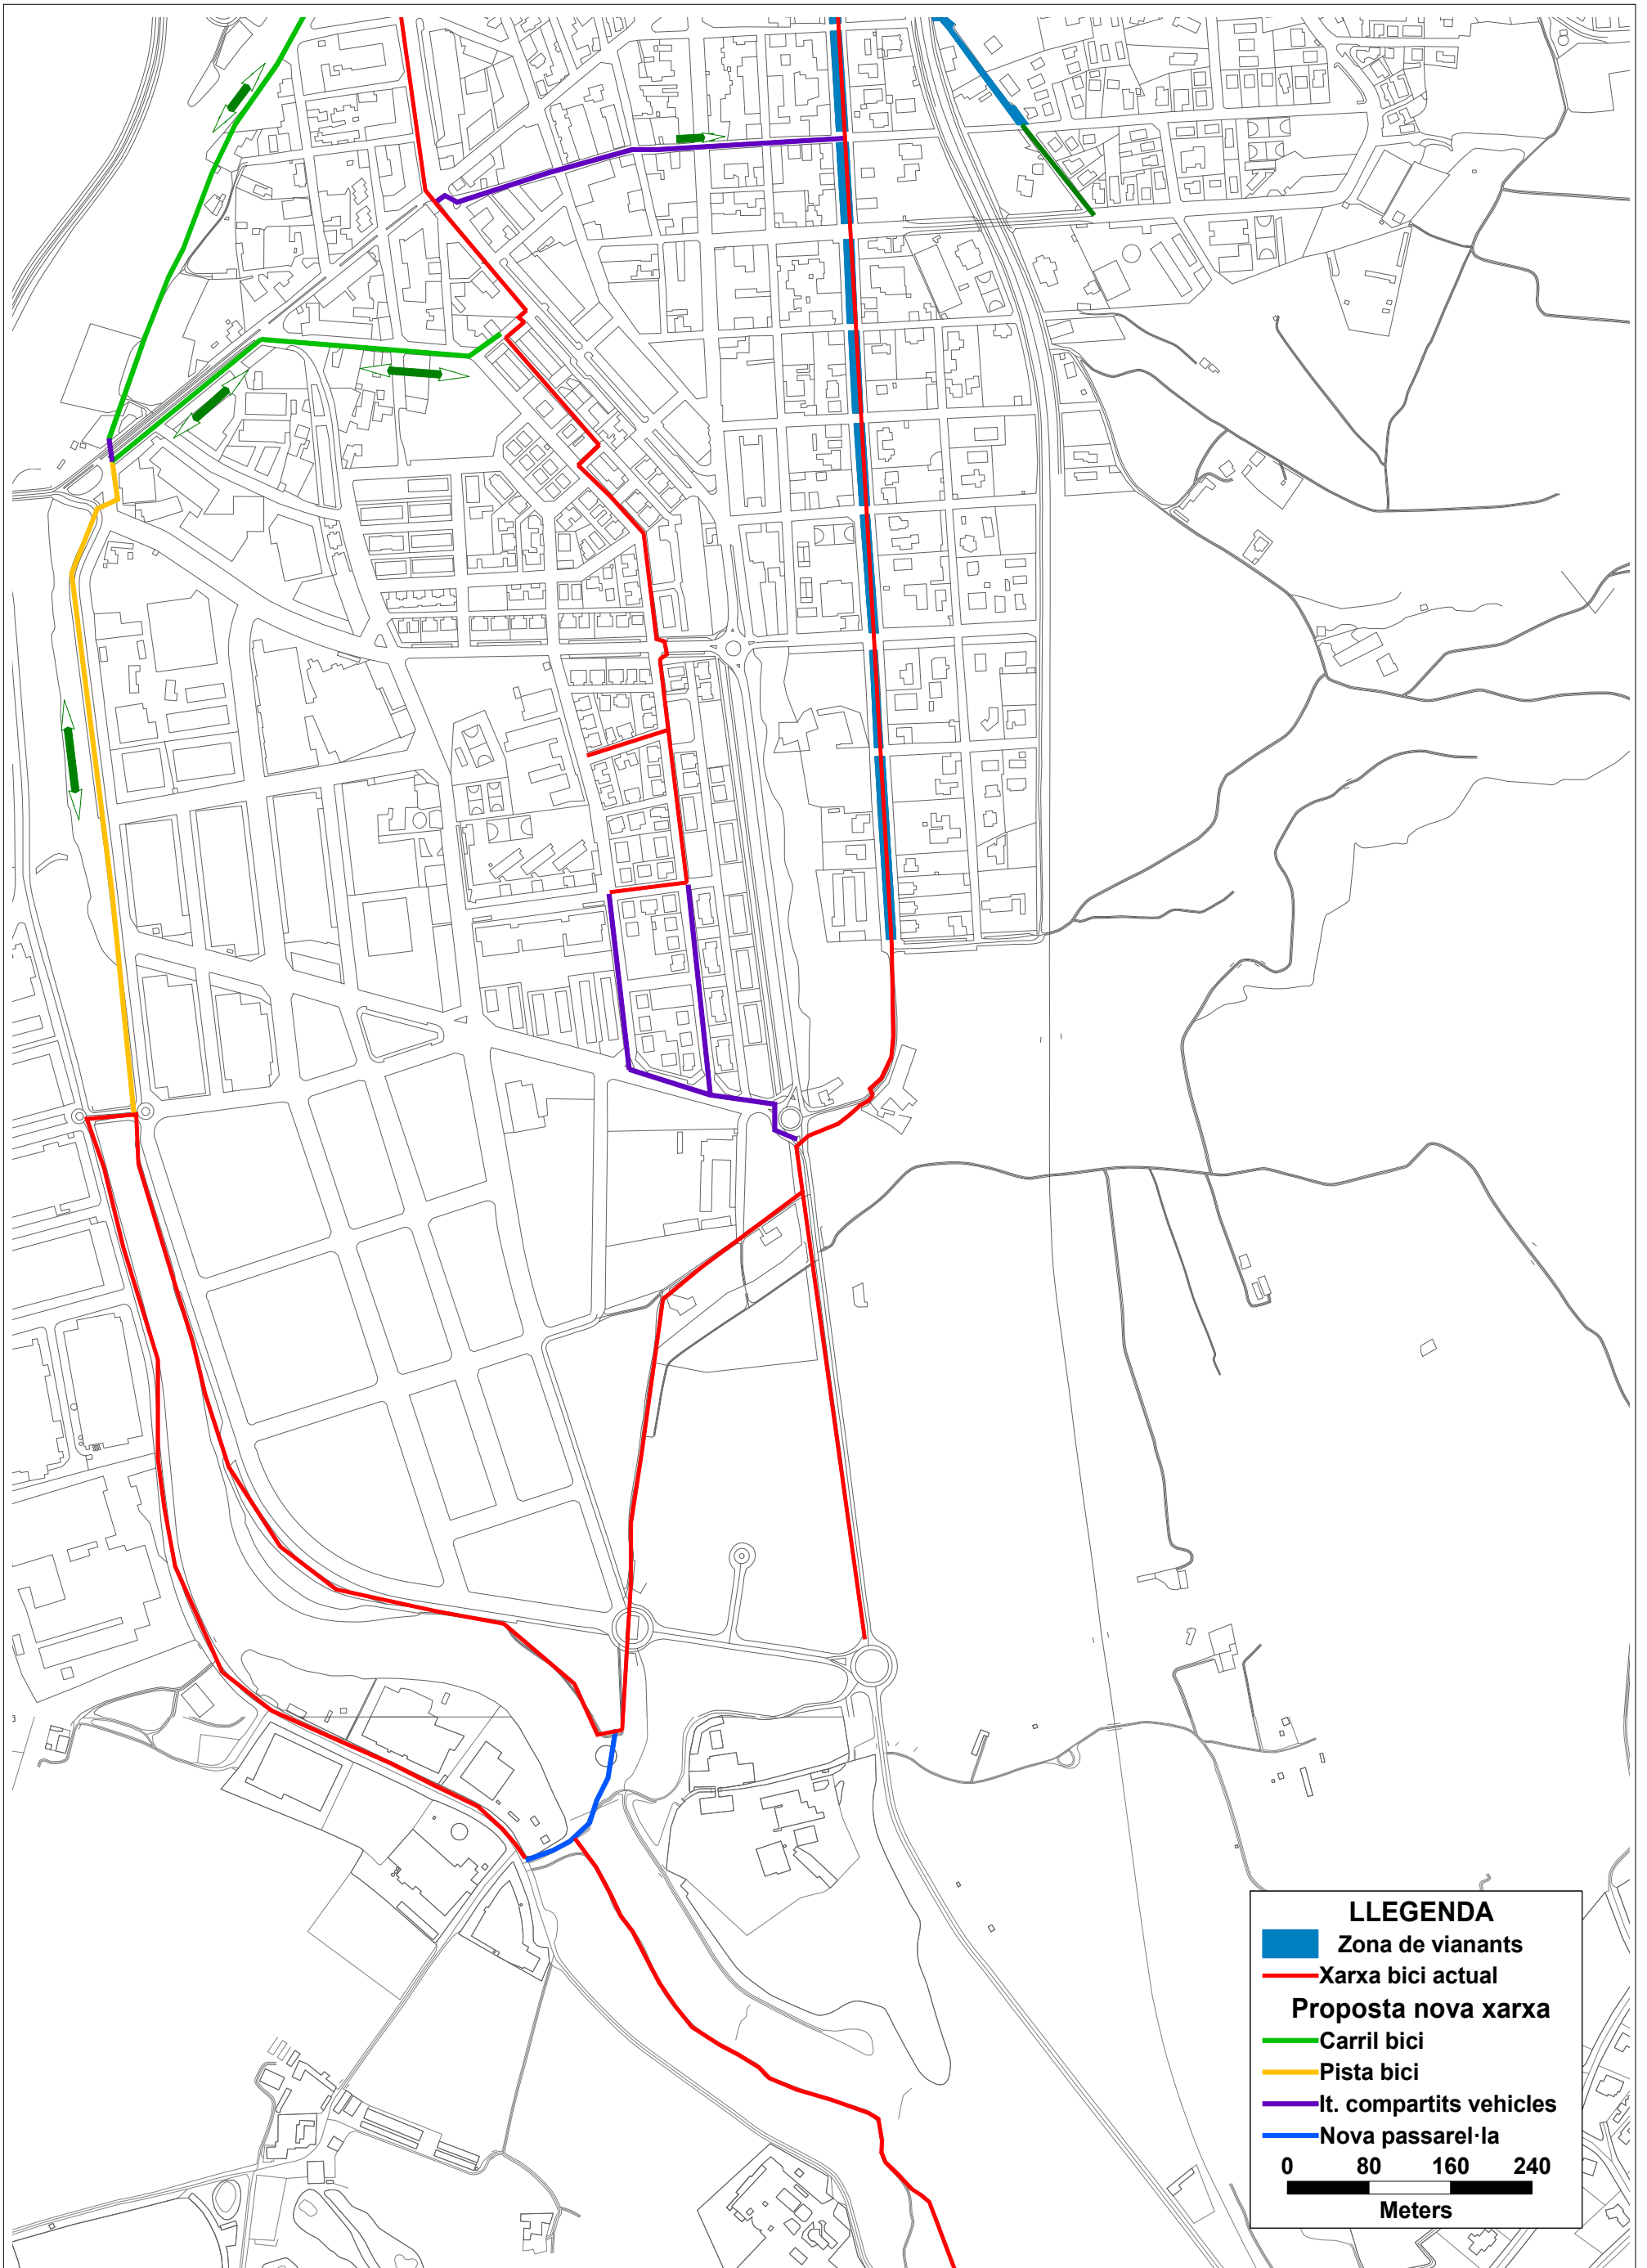 LLEGENDA
Zona de vianants
Xarxa bici actual
Proposta nova xarxa
Carril bici
Pista bici
It. compartits vehicles
Nova passarel·la
0 80 160 240
Meters